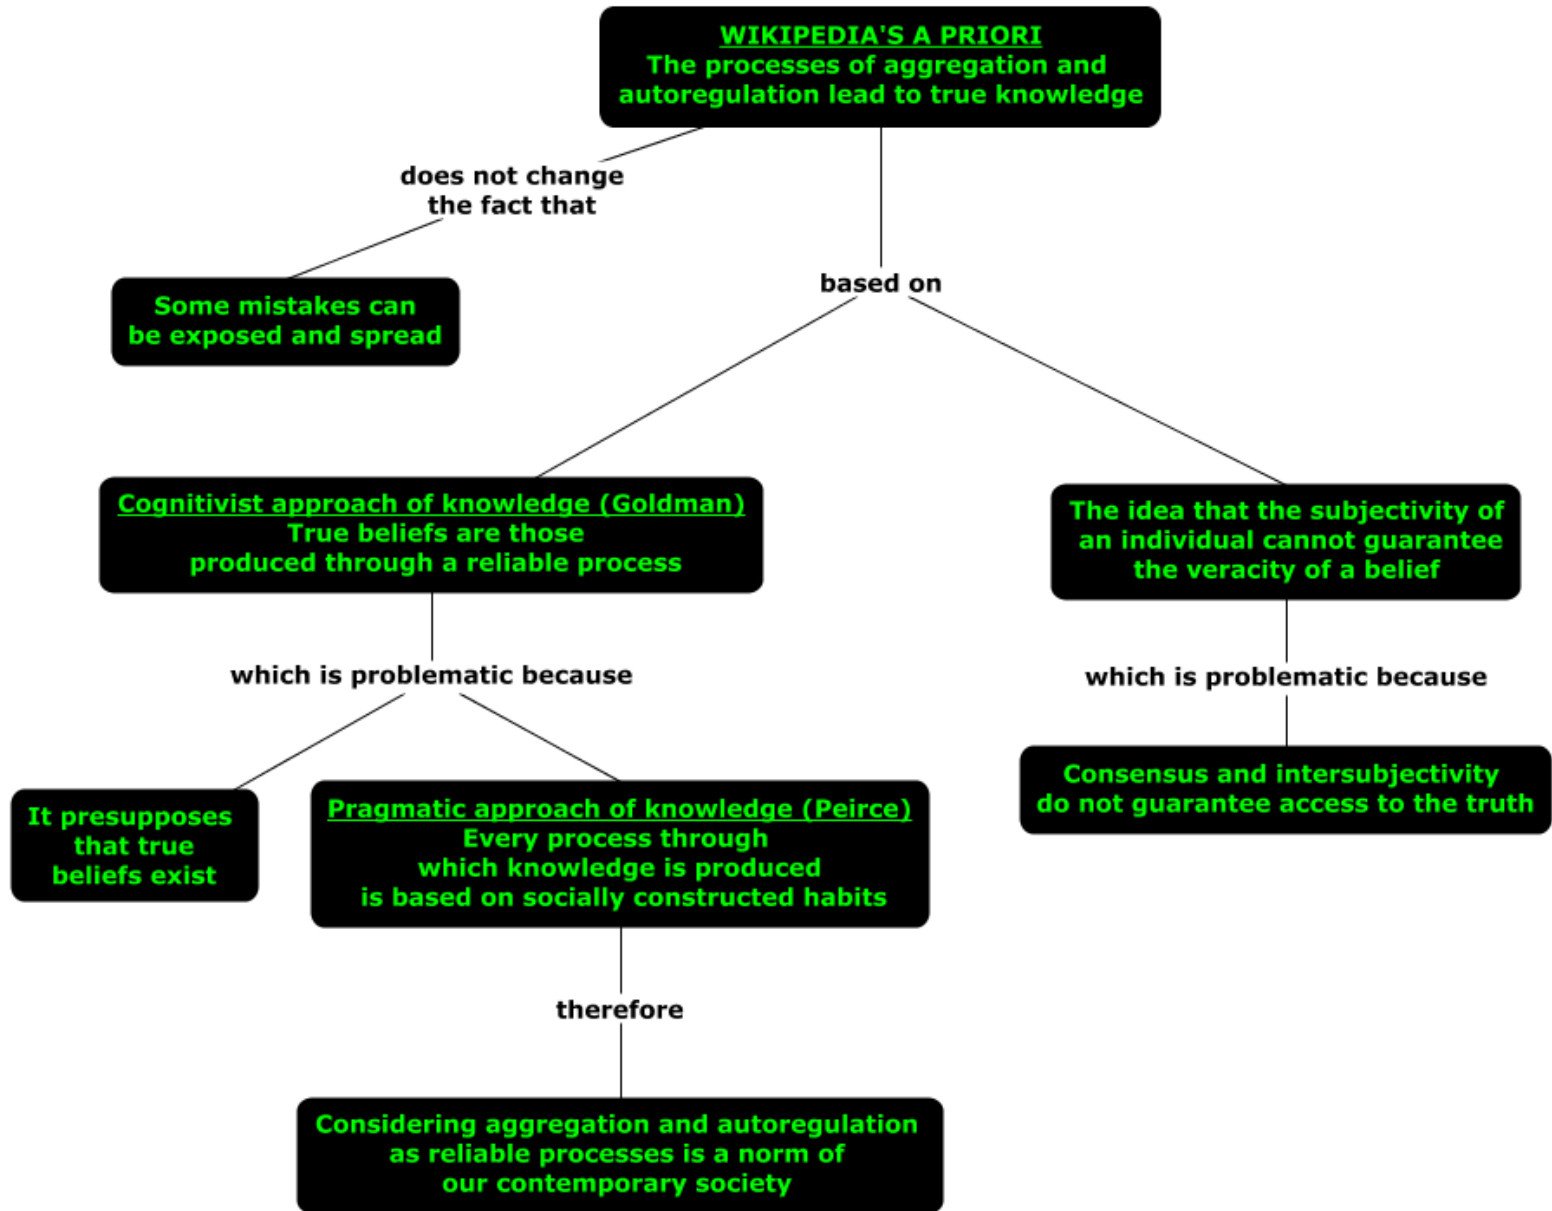 WIKIPEDIA'S A PRIORI
The processes of aggregation and
autoregulation lead to true knowledge
does not change
the fact that
Some mistakes can
be exposed and spread
based on
Cognitivist approach of knowledge (Goldman)
True beliefs are those
produced through a reliable process
The idea that the subjectivity of
an individual cannot guarantee
the veracity of a belief
which is problematic because
which is problematic because
It presupposes
that true
beliefs exist
Pragmatic approach of knowledge (Peirce)
Every process through
which knowledge is produced
is based on socially constructed habits
Consensus and intersubjectivity
do not guarantee access to the truth
therefore
Considering aggregation and autoregulation
as reliable processes is a norm of
our contemporary society